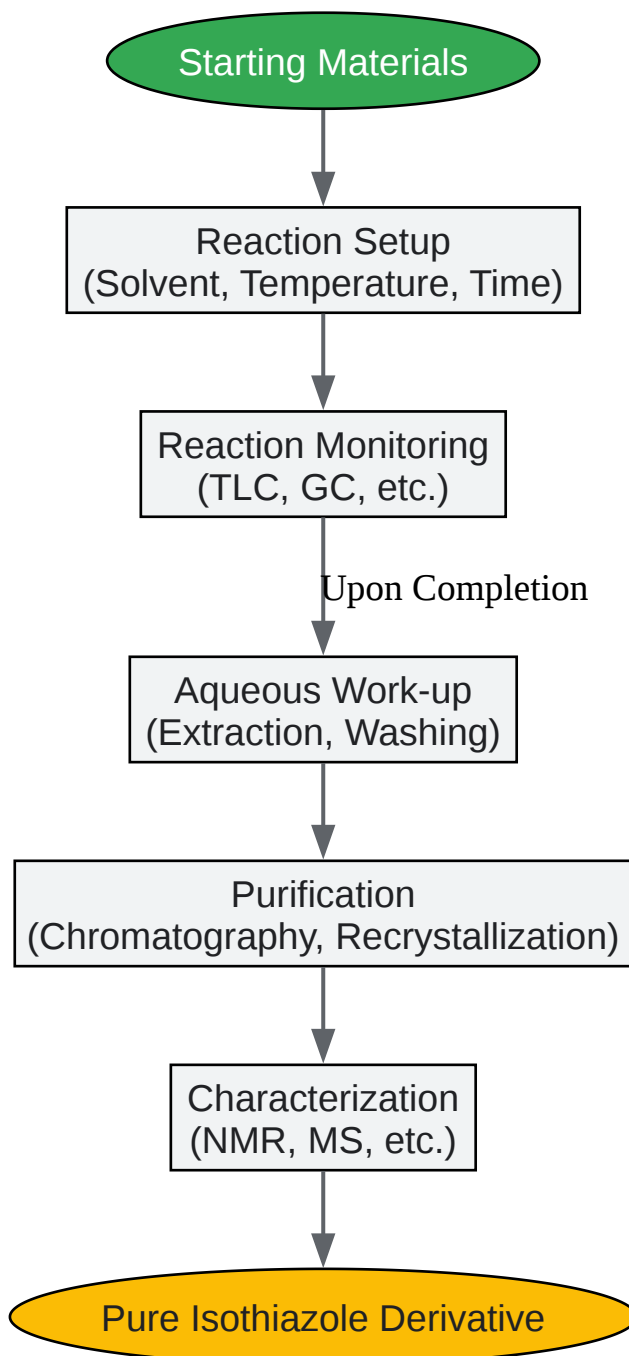 Starting Materials
Reaction Setup
(Solvent, Temperature, Time)
Reaction Monitoring
(TLC, GC, etc.)
Upon Completion
Aqueous Work-up
(Extraction, Washing)
Purification
(Chromatography, Recrystallization)
Characterization
(NMR, MS, etc.)
Pure Isothiazole Derivative